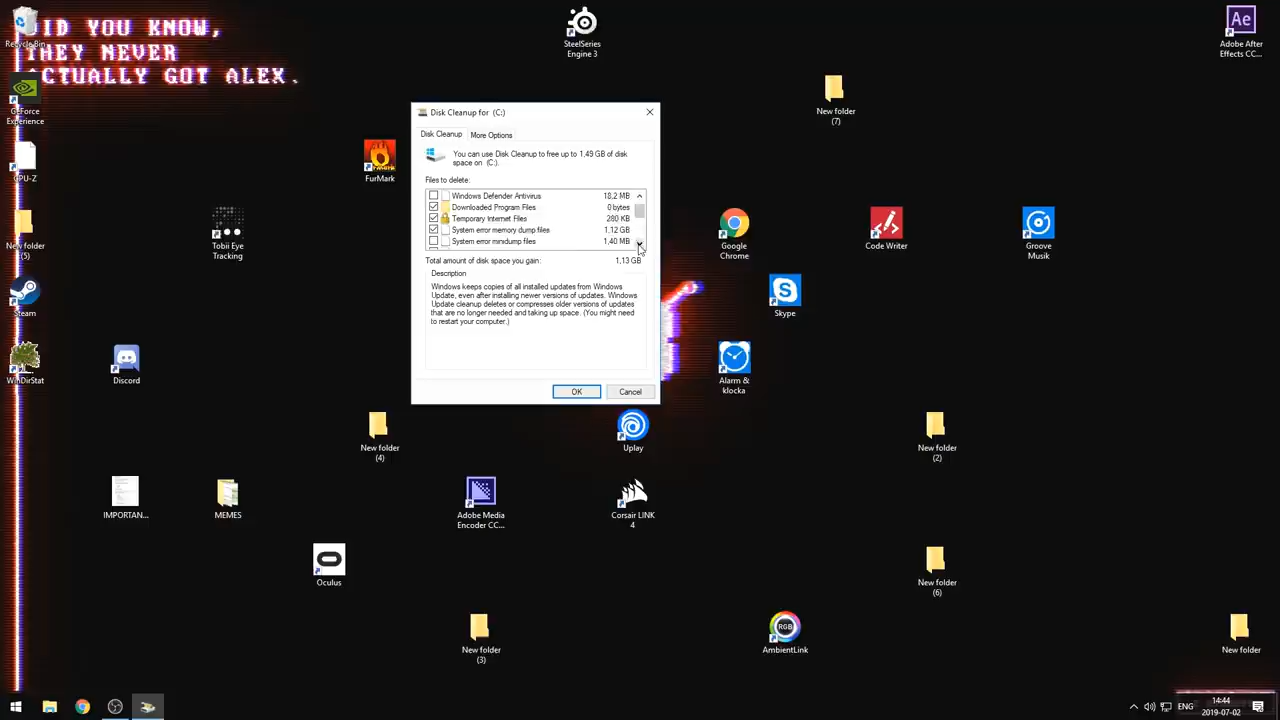 DID YOU KNOW,
THEY NEVER
ACTUALLY GOT ALEX.
Recycle Bin
GeForce
Experience
GPU-Z
New folder
(5)
Steam
WinDirStat
Tobii Eye
Tracking
Discord
FurMark
New folder
(4)
IMPORTAN...
MEMES
Oculus
New folder
(3)
SteelSeries
Engine 3
Disk Cleanup for (C:)
Disk Cleanup
More Options
You can use Disk Cleanup to free up to 1,49 GB of disk
space on (C:).
Files to delete:
Windows Defender Antivirus 18,2 MB
Downloaded Program Files 0 bytes
Temporary Internet Files 280 KB
System error memory dump files 1,12 GB
System error minidump files 1,40 MB
Total amount of disk space you gain: 1,13 GB
Description
Windows keeps copies of all installed updates from Windows
Update, even after installing newer versions of updates. Windows
Update cleanup deletes or compresses older versions of updates
that are no longer needed and taking up space. (You might need
to restart your computer.)
OK
Cancel
Adobe Media
Encoder CC...
Uplay
Corsair LINK
4
Google
Chrome
Skype
Alarm &
klocka
RGB
AmbientLink
New folder
(7)
Code Writer
New folder
(2)
New folder
(6)
Groove
Musik
Ae
Adobe After
Effects CC...
New folder
ENG
14:44
2019-07-02